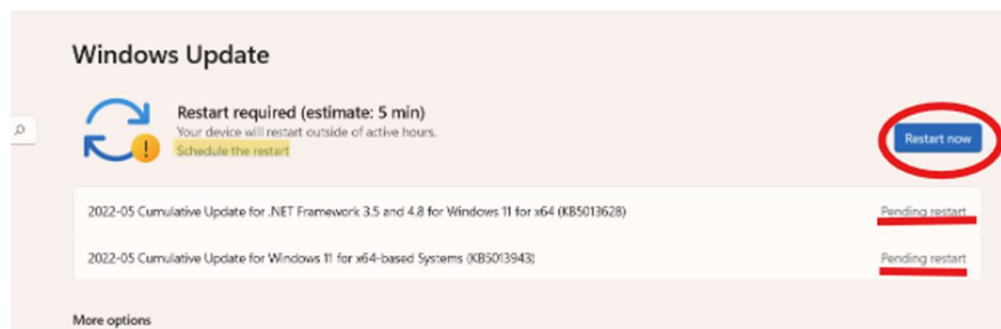 Windows Update
Restart required (estimate: 5 min)
Your device will restart outside of active hours.
Schedule the restart
Restart now
2022-05 Cumulative Update for .NET Framework 3.5 and 4.8 for Windows 11 for x64 (KB5013628)
Pending restart
2022-05 Cumulative Update for Windows 11 for x64-based Systems (KB5013943)
Pending restart
More options